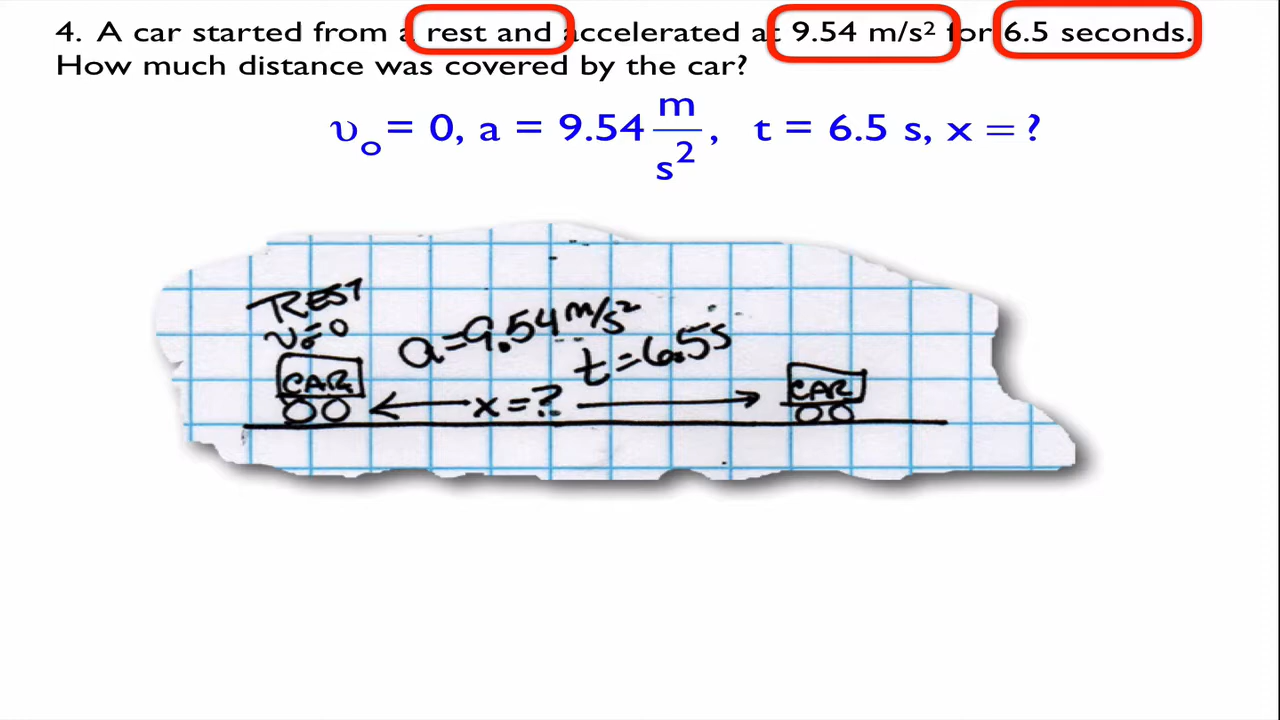 4. A car started from a rest and accelerated at 9.54 m/s² for 6.5 seconds.
How much distance was covered by the car?
υₒ = 0, a = 9.54 m/s², t = 6.5 s, x = ?
REST
v₀=0
a=9.54 m/s²
t=6.5s
CAR
x=?
CAR